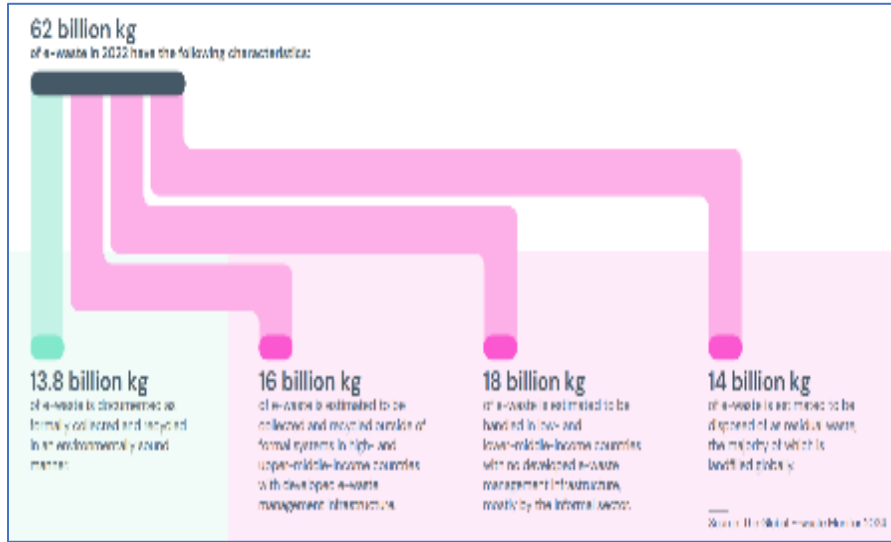 62 billion kg
of e-waste in 2022 have the following characteristics:
13.8 billion kg
of e-waste is documented as
formally collected and recycled
in an environmentally sound
manner.
16 billion kg
of e-waste is estimated to be
collected and recycled outside of
formal systems in high- and
upper-middle-income countries
with developed e-waste
management infrastructure.
18 billion kg
of e-waste is estimated to be
handled in low- and
lower-middle-income countries
with no developed e-waste
management infrastructure,
mostly by the informal sector.
14 billion kg
of e-waste is estimated to be
disposed of as residual waste,
the majority of which is
landfilled globally.
Source: The Global E-waste Monitor